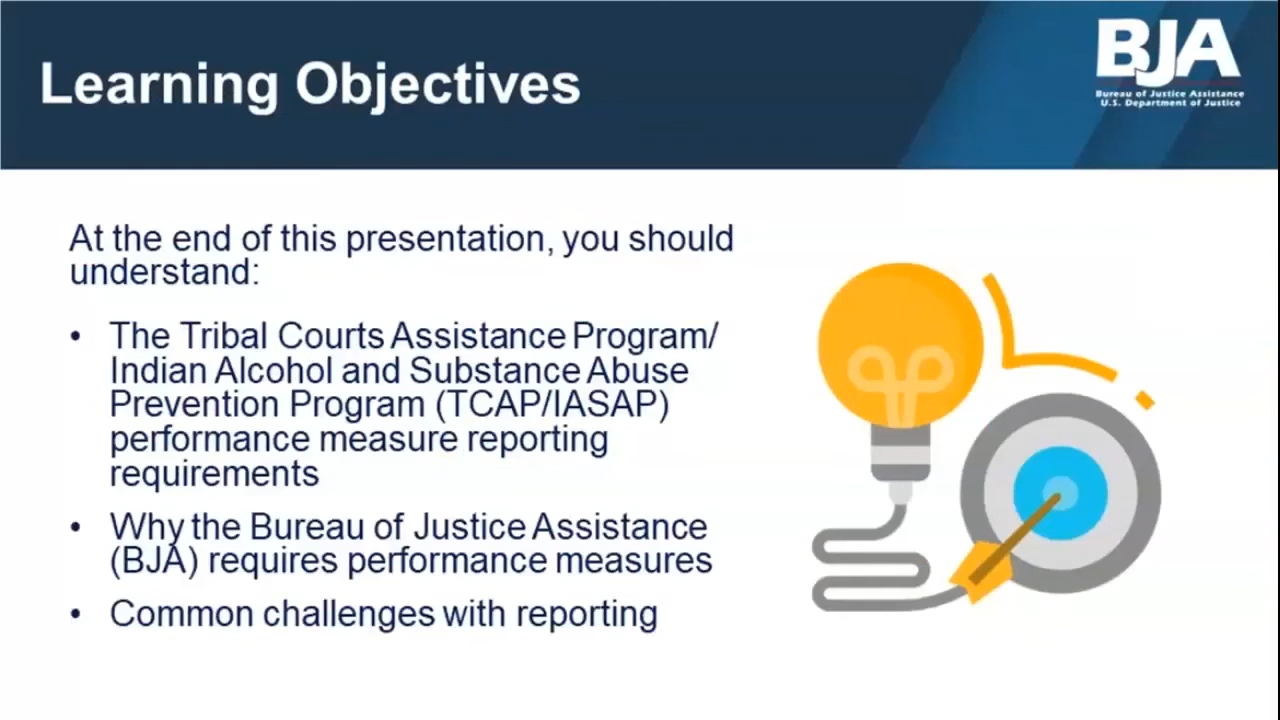 Learning Objectives
BJA
Bureau of Justice Assistance
U.S. Department of Justice
At the end of this presentation, you should
understand:
• The Tribal Courts Assistance Program/
Indian Alcohol and Substance Abuse
Prevention Program (TCAP/IASAP)
performance measure reporting
requirements
• Why the Bureau of Justice Assistance
(BJA) requires performance measures
• Common challenges with reporting